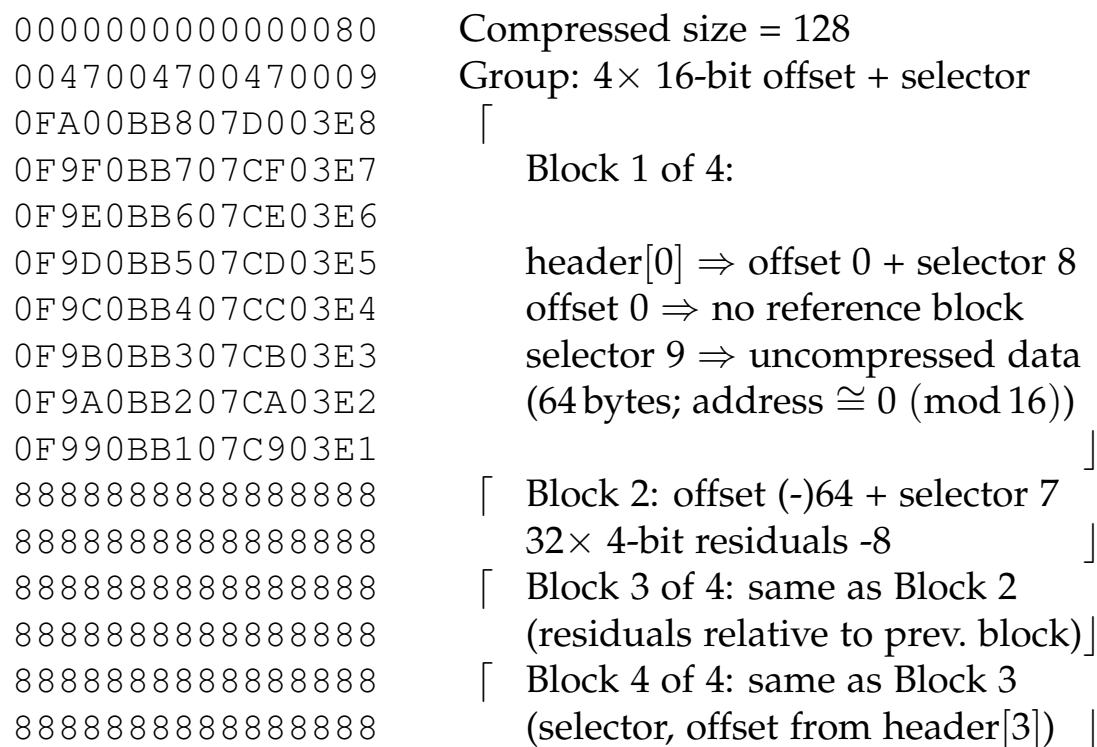 0000000000000080 Compressed size = 128
0047004700470009 Group: 4× 16-bit offset + selector
0FA00BB807D003E8 ⌈
0F9F0BB707CF03E7 Block 1 of 4:
0F9E0BB607CE03E6
0F9D0BB507CD03E5 header[0] ⇒ offset 0 + selector 8
0F9C0BB407CC03E4 offset 0 ⇒ no reference block
0F9B0BB307CB03E3 selector 9 ⇒ uncompressed data
0F9A0BB207CA03E2 (64 bytes; address ≅ 0 (mod 16))
0F990BB107C903E1 ⌋
8888888888888888 ⌈ Block 2: offset (-)64 + selector 7
8888888888888888 32× 4-bit residuals -8 ⌋
8888888888888888 ⌈ Block 3 of 4: same as Block 2
8888888888888888 (residuals relative to prev. block)⌋
8888888888888888 ⌈ Block 4 of 4: same as Block 3
8888888888888888 (selector, offset from header[3]) ⌋